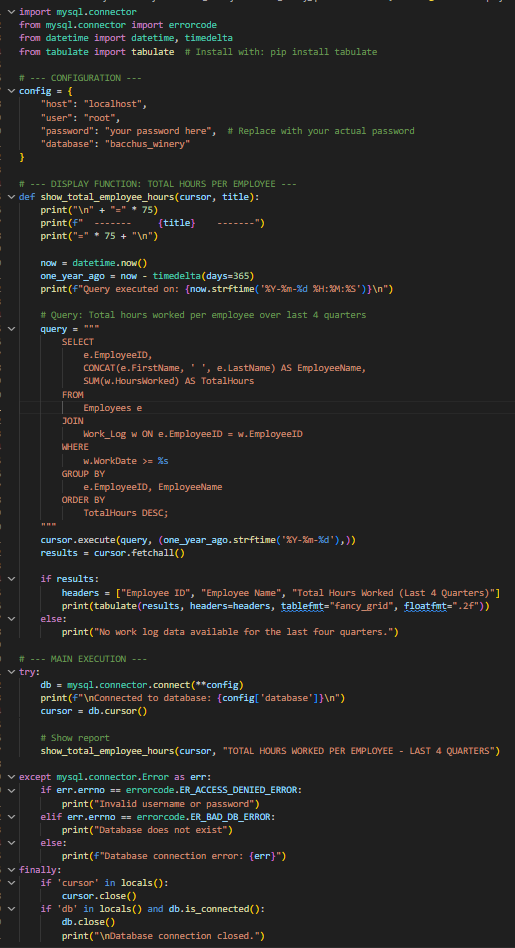 import mysql.connector
from mysql.connector import errorcode
from datetime import datetime, timedelta
from tabulate import tabulate  # Install with: pip install tabulate

# --- CONFIGURATION ---
config = {
    "host": "localhost",
    "user": "root",
    "password": "your password here",  # Replace with your actual password
    "database": "bacchus_winery"
}

# --- DISPLAY FUNCTION: TOTAL HOURS PER EMPLOYEE ---
def show_total_employee_hours(cursor, title):
    print("\n" + "=" * 75)
    print(f"  -------     {title}    -------")
    print("=" * 75 + "\n")

    now = datetime.now()
    one_year_ago = now - timedelta(days=365)
    print(f"Query executed on: {now.strftime('%Y-%m-%d %H:%M:%S')}\n")

    # Query: Total hours worked per employee over last 4 quarters
    query = """
        SELECT
            e.EmployeeID,
            CONCAT(e.FirstName, ' ', e.LastName) AS EmployeeName,
            SUM(w.HoursWorked) AS TotalHours
        FROM
            Employees e
        JOIN
            Work_Log w ON e.EmployeeID = w.EmployeeID
        WHERE
            w.WorkDate >= %s
        GROUP BY
            e.EmployeeID, EmployeeName
        ORDER BY
            TotalHours DESC;
    """
    cursor.execute(query, (one_year_ago.strftime('%Y-%m-%d'),))
    results = cursor.fetchall()

    if results:
        headers = ["Employee ID", "Employee Name", "Total Hours Worked (Last 4 Quarters)"]
        print(tabulate(results, headers=headers, tablefmt="fancy_grid", floatfmt=".2f"))
    else:
        print("No work log data available for the last four quarters.")

# --- MAIN EXECUTION ---
try:
    db = mysql.connector.connect(**config)
    print(f"\nConnected to database: {config['database']}\n")
    cursor = db.cursor()

    # Show report
    show_total_employee_hours(cursor, "TOTAL HOURS WORKED PER EMPLOYEE - LAST 4 QUARTERS")

except mysql.connector.Error as err:
    if err.errno == errorcode.ER_ACCESS_DENIED_ERROR:
        print("Invalid username or password")
    elif err.errno == errorcode.ER_BAD_DB_ERROR:
        print("Database does not exist")
    else:
        print(f"Database connection error: {err}")
finally:
    if 'cursor' in locals():
        cursor.close()
    if 'db' in locals() and db.is_connected():
        db.close()
        print("\nDatabase connection closed.")